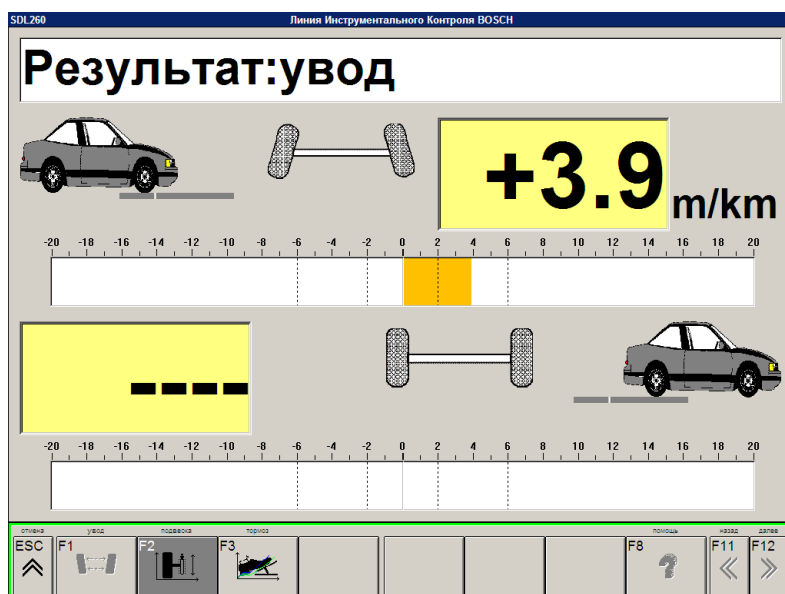 SDL260 Линия Инструментального Контроля BOSCH
Результат:увод
+3.9 m/km
-20 -18 -16 -14 -12 -10 -8 -6 -4 -2 0 2 4 6 8 10 12 14 16 18 20
----
-20 -18 -16 -14 -12 -10 -8 -6 -4 -2 0 2 4 6 8 10 12 14 16 18 20
отмена увод подвеска тормоз помощь назад далее
ESC F1 F2 F3 F8 ? F11 F12